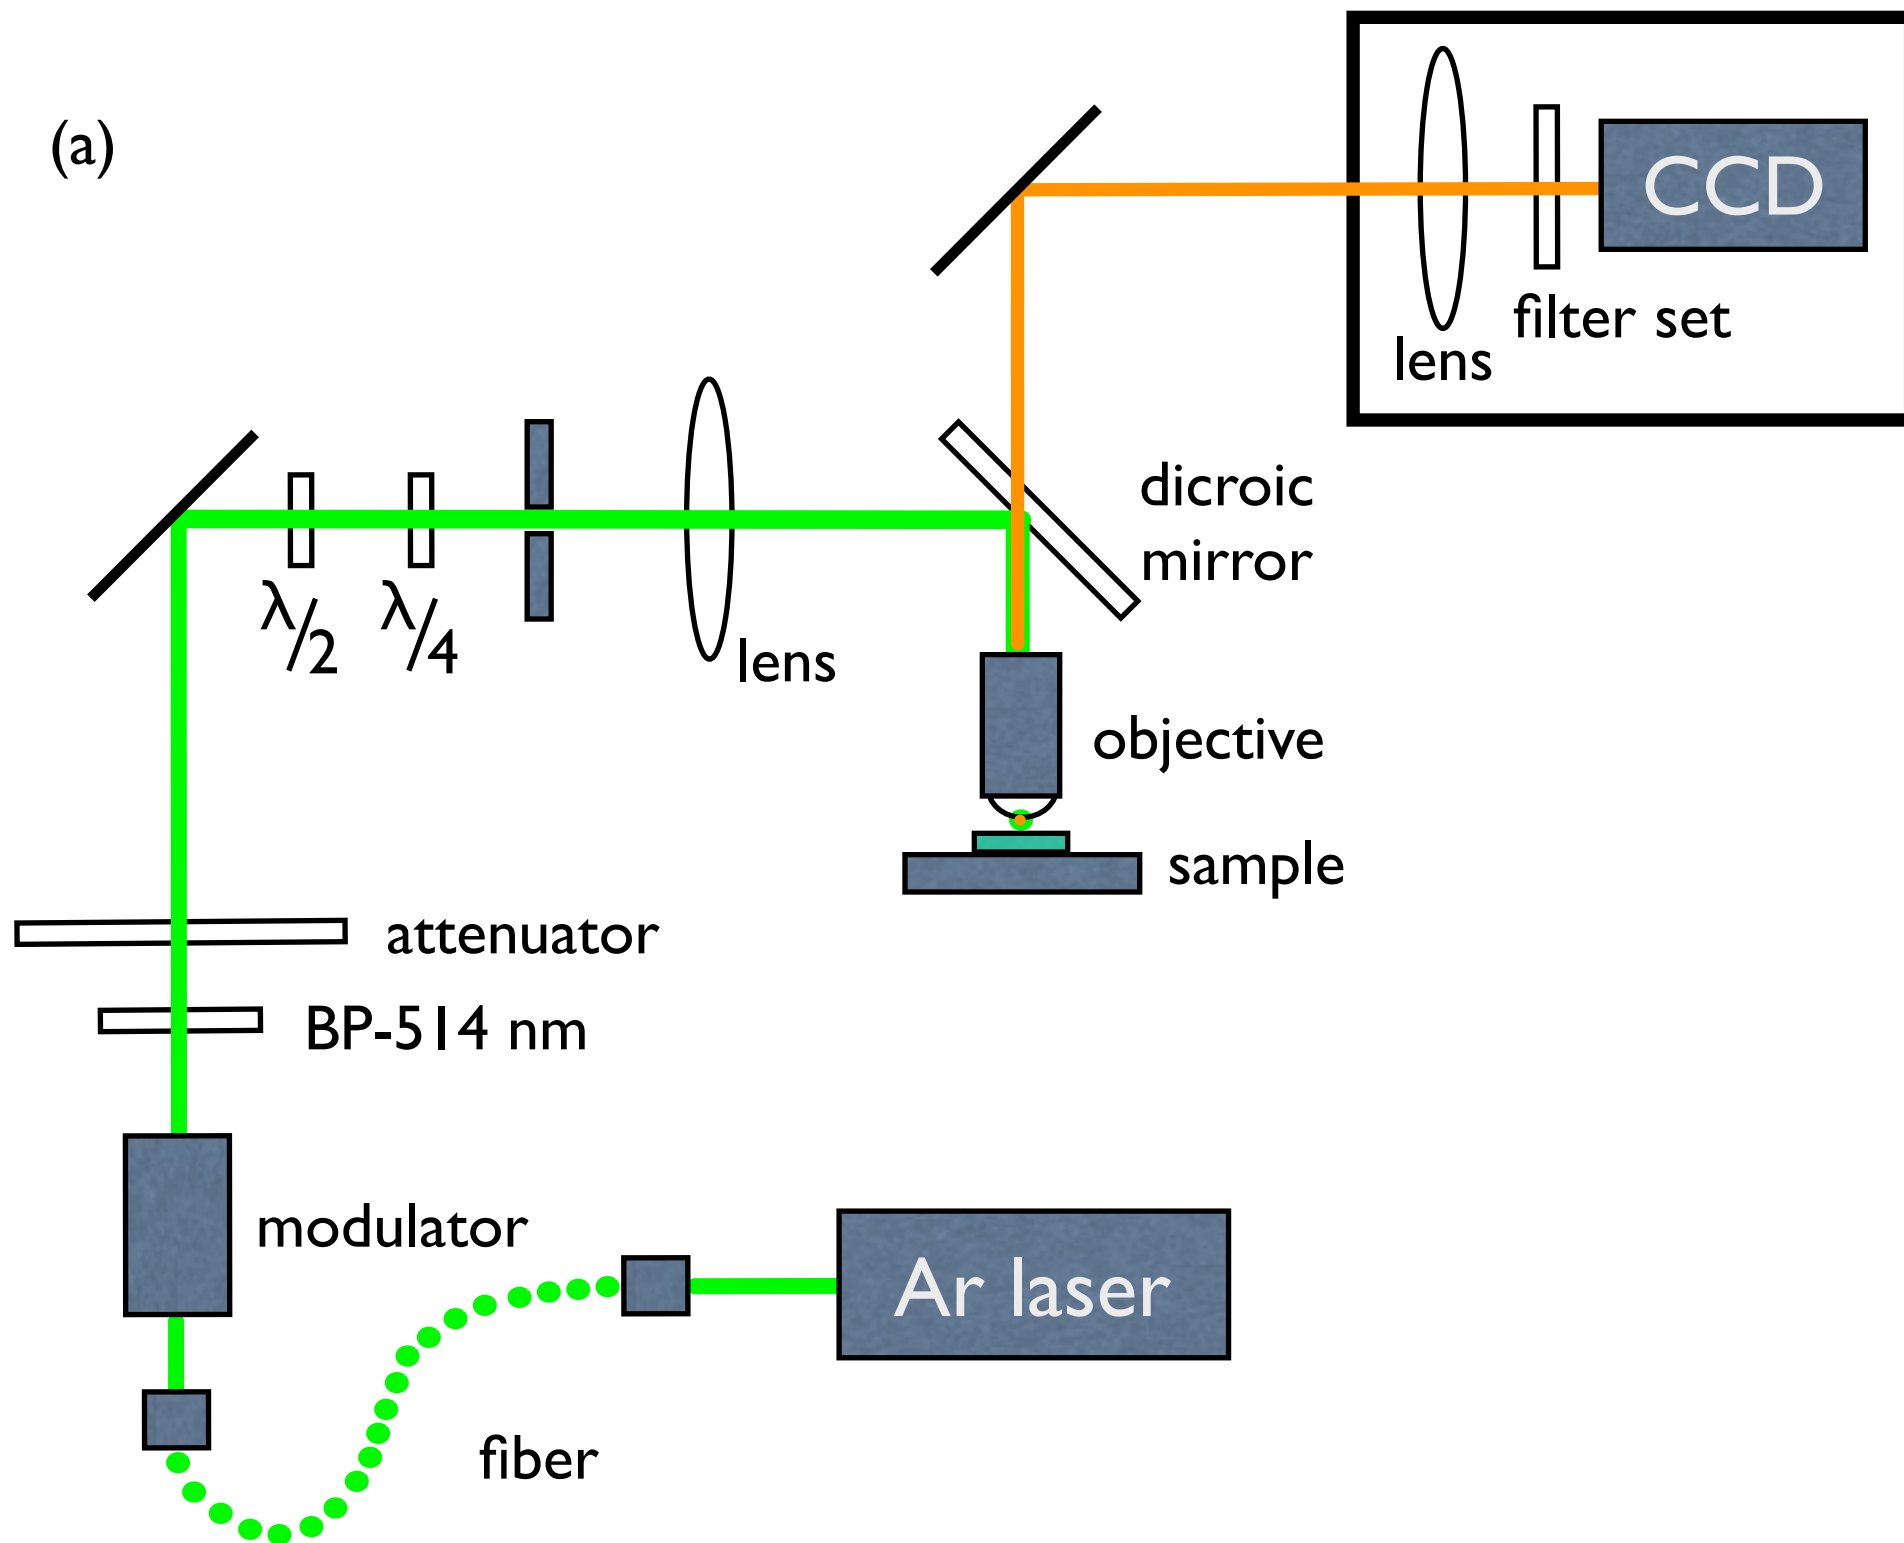 (a)
CCD
filter set
lens
dicroic
mirror
λ/2
λ/4
lens
objective
sample
attenuator
BP-514 nm
modulator
Ar laser
fiber